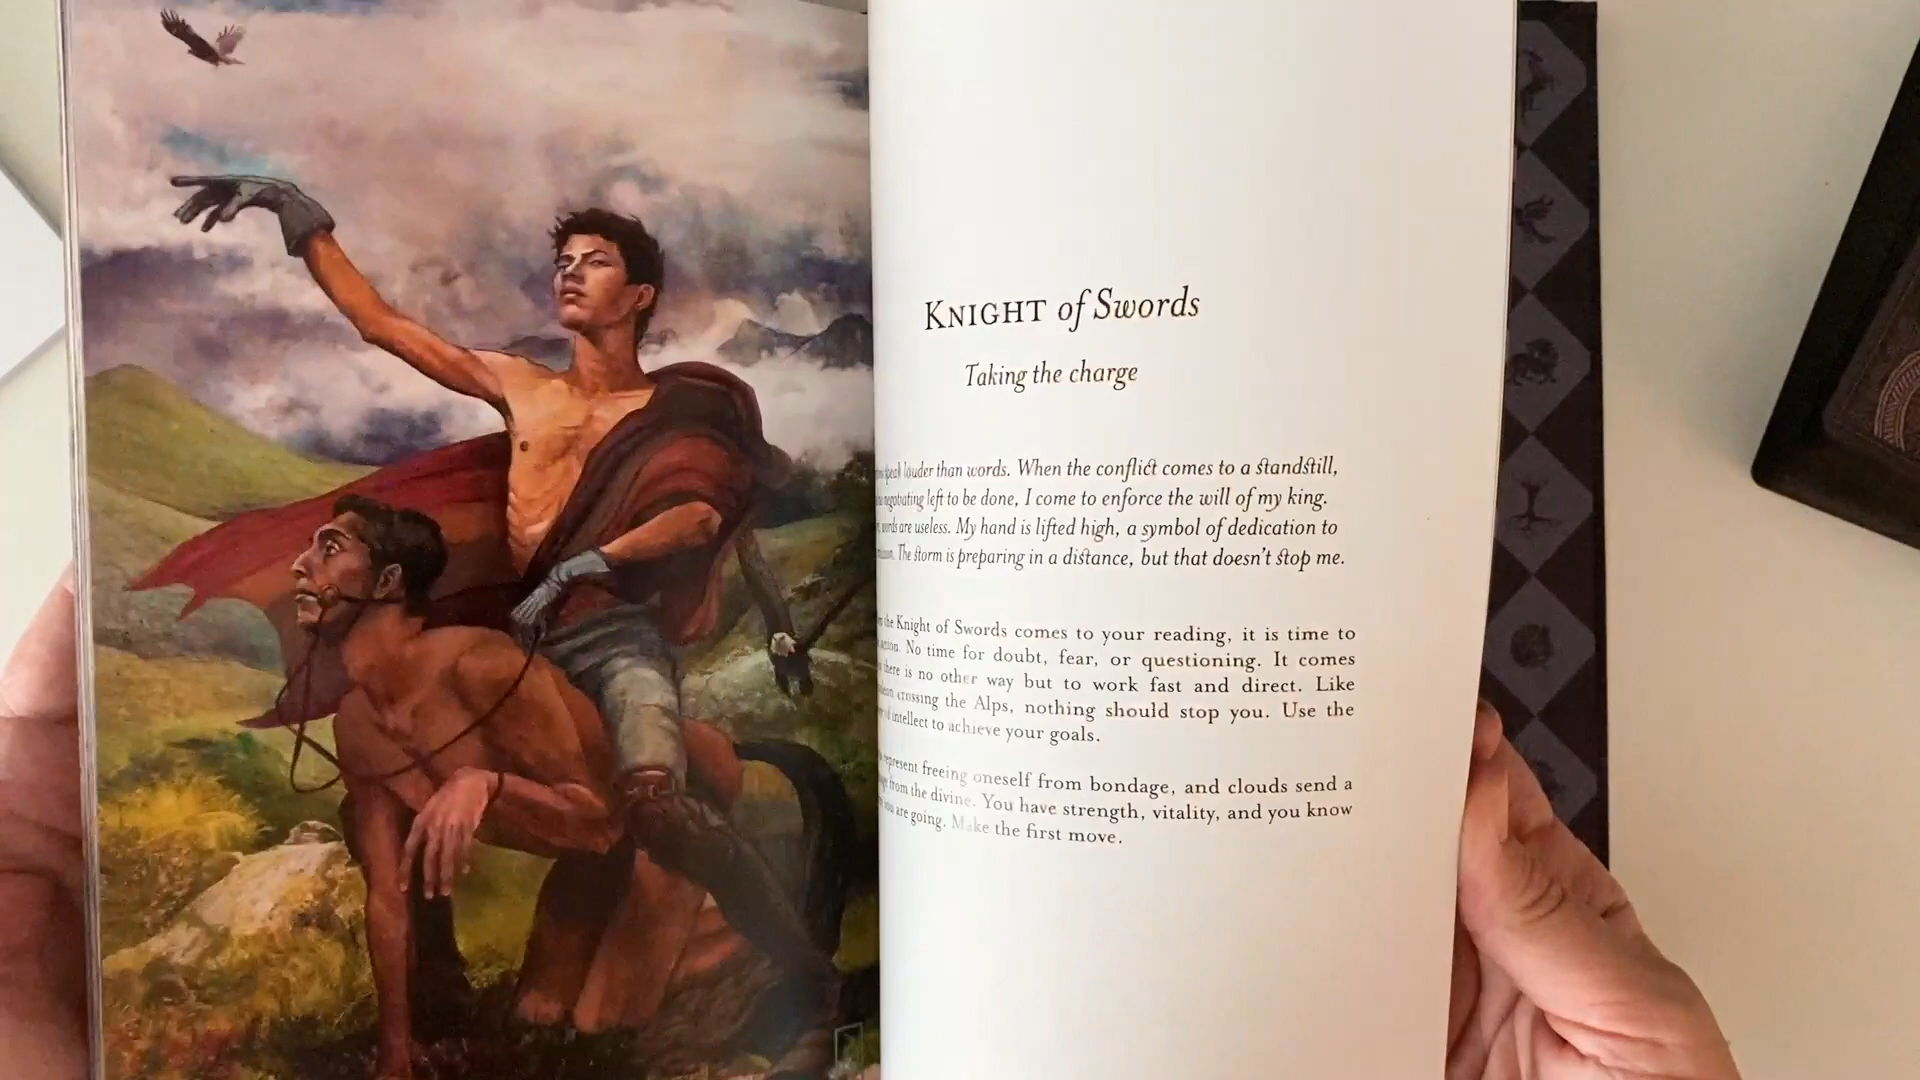 KNIGHT of Swords
Taking the charge
speak louder than words. When the conflict comes to a standstill,
negotiating left to be done, I come to enforce the will of my king.
words are useless. My hand is lifted high, a symbol of dedication to
The storm is preparing in a distance, but that doesn't stop me.
the Knight of Swords comes to your reading, it is time to
action. No time for doubt, fear, or questioning. It comes
there is no other way but to work fast and direct. Like
crossing the Alps, nothing should stop you. Use the
of intellect to achieve your goals.
represent freeing oneself from bondage, and clouds send a
from the divine. You have strength, vitality, and you know
you are going. Make the first move.